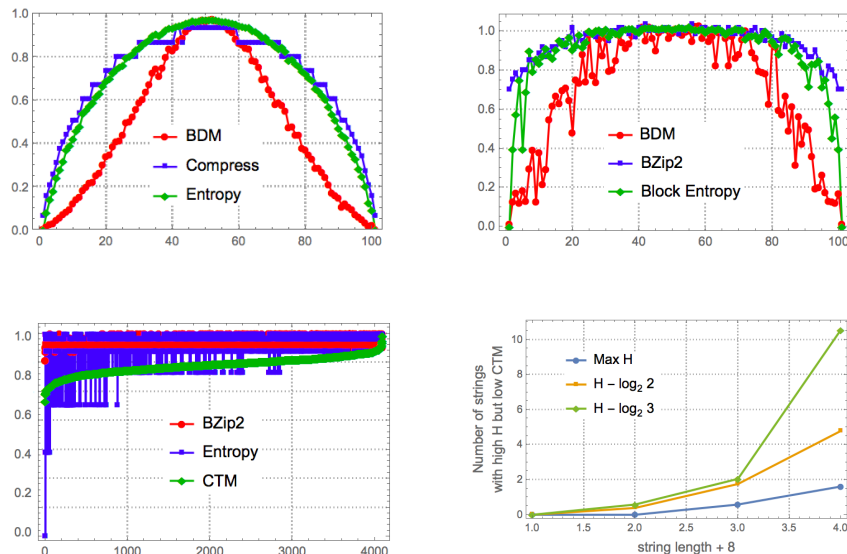 1.0
0.8
0.6
0.4
0.2
0.0
0 20 40 60 80 100
BDM
Compress
Entropy
1.0
0.8
0.6
0.4
0.2
0.0
0 20 40 60 80 100
BDM
BZip2
Block Entropy
1.0
0.8
0.6
0.4
0.2
0.0
0 1000 2000 3000 4000
BZip2
Entropy
CTM
Number of strings
with high H but low CTM
10
8
6
4
2
0
1.0 1.5 2.0 2.5 3.0 3.5 4.0
string length + 8
Max H
H – log₂ 2
H – log₂ 3